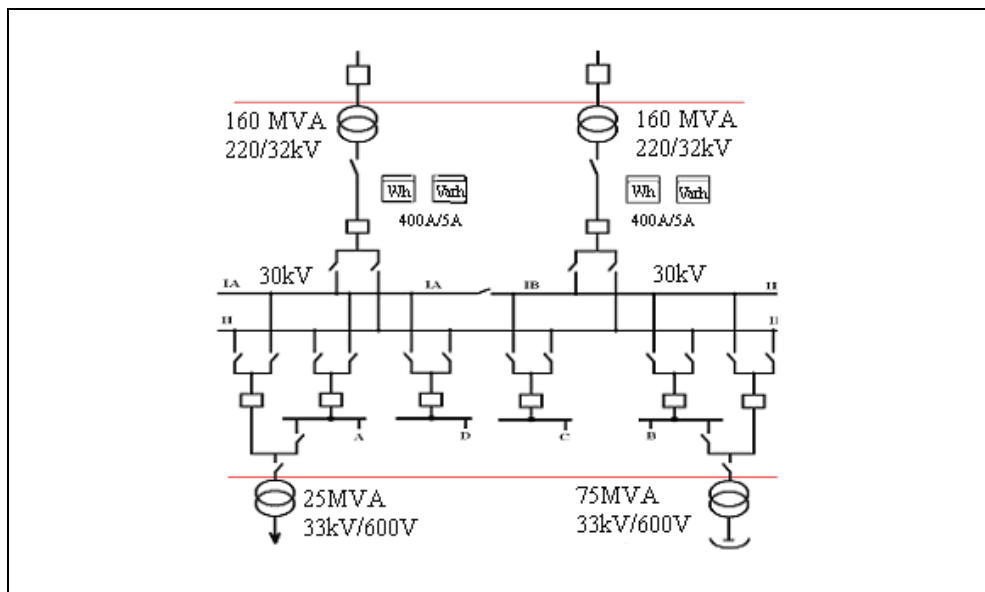 160 MVA
220/32kV
160 MVA
220/32kV
Wh Varh
400A/5A
Wh Varh
400A/5A
30kV
30kV
IA
IA
IB
II
II
II
A
D
C
B
25MVA
33kV/600V
75MVA
33kV/600V